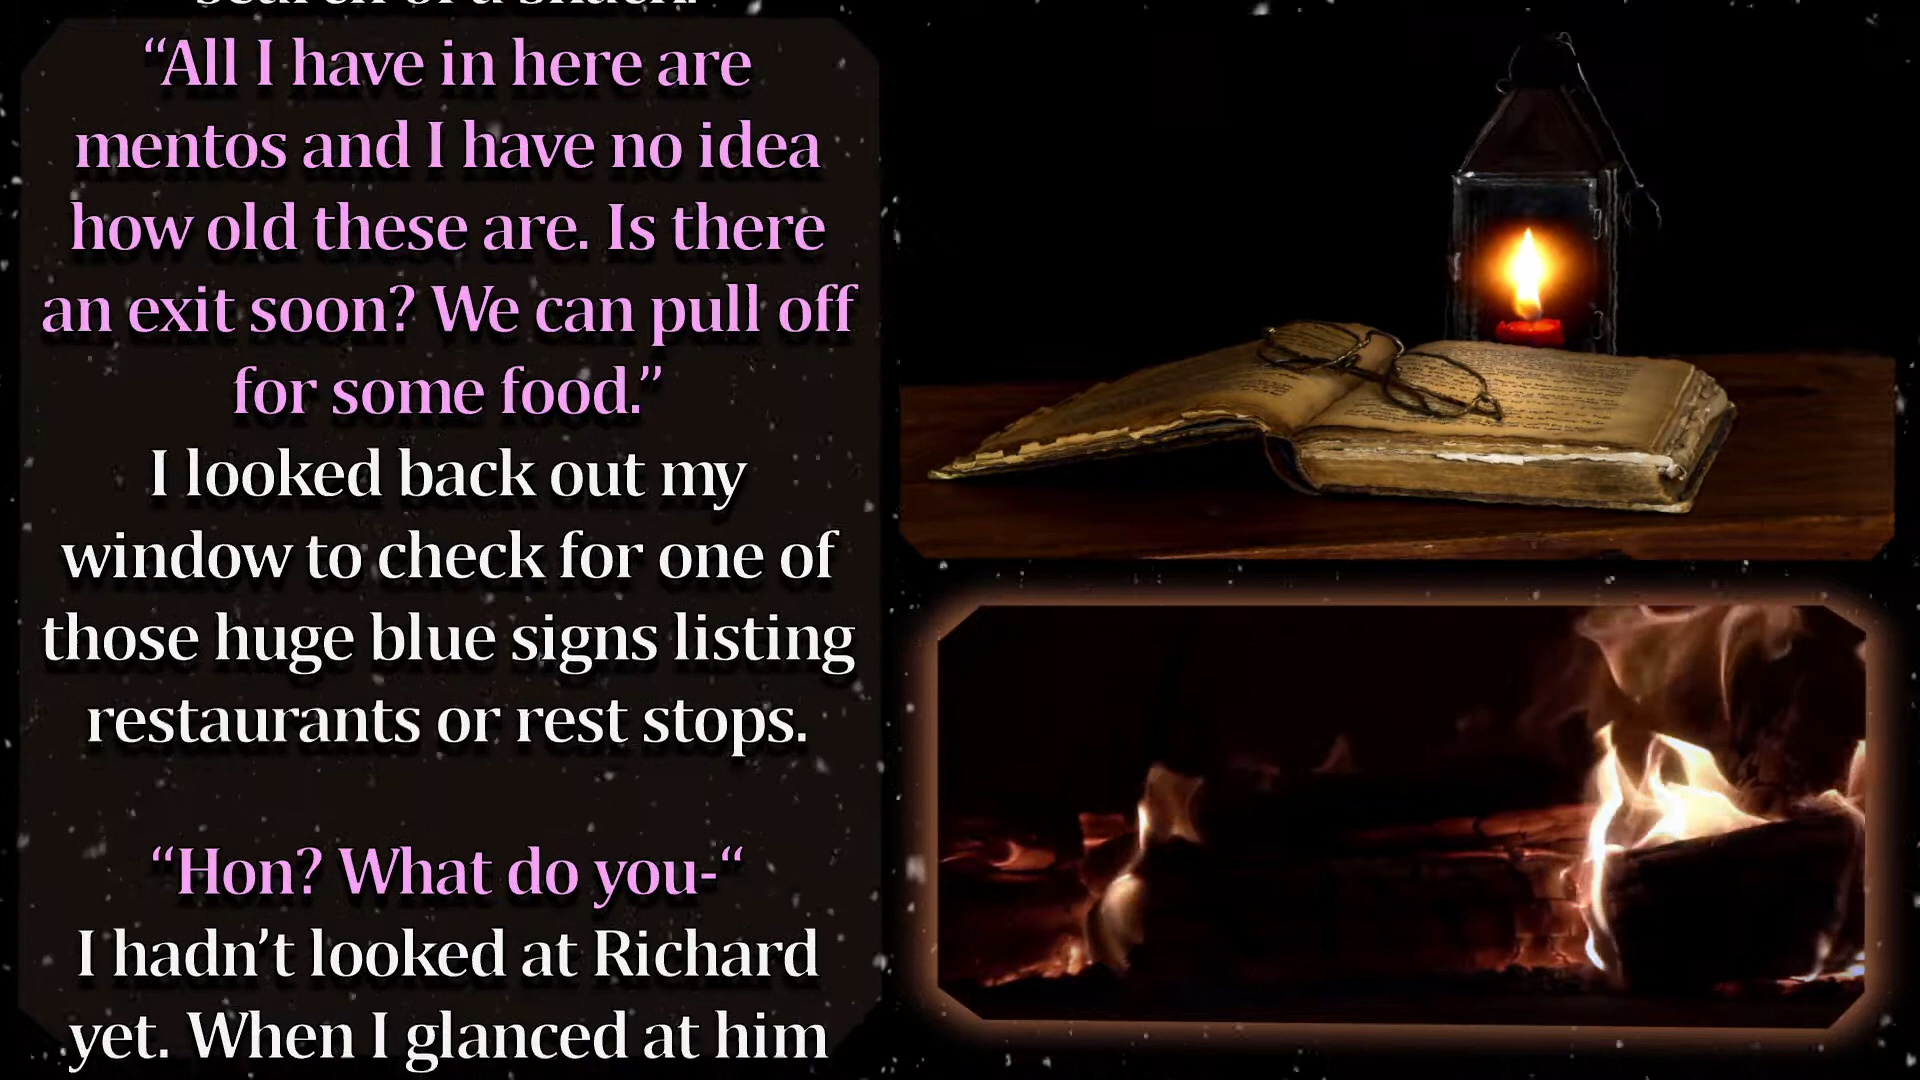 search of a snack.
“All I have in here are
mentos and I have no idea
how old these are. Is there
an exit soon? We can pull off
for some food.”
I looked back out my
window to check for one of
those huge blue signs listing
restaurants or rest stops.
“Hon? What do you-“
I hadn’t looked at Richard
yet. When I glanced at him